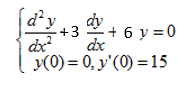 d²y/dx² + 3 dy/dx + 6 y = 0
y(0) = 0, y'(0) = 15